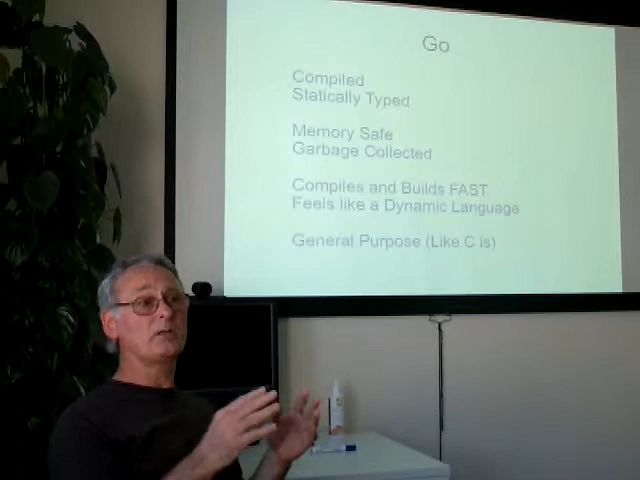 Go
Compiled
Statically Typed
Memory Safe
Garbage Collected
Compiles and Builds FAST
Feels like a Dynamic Language
General Purpose (Like C is)